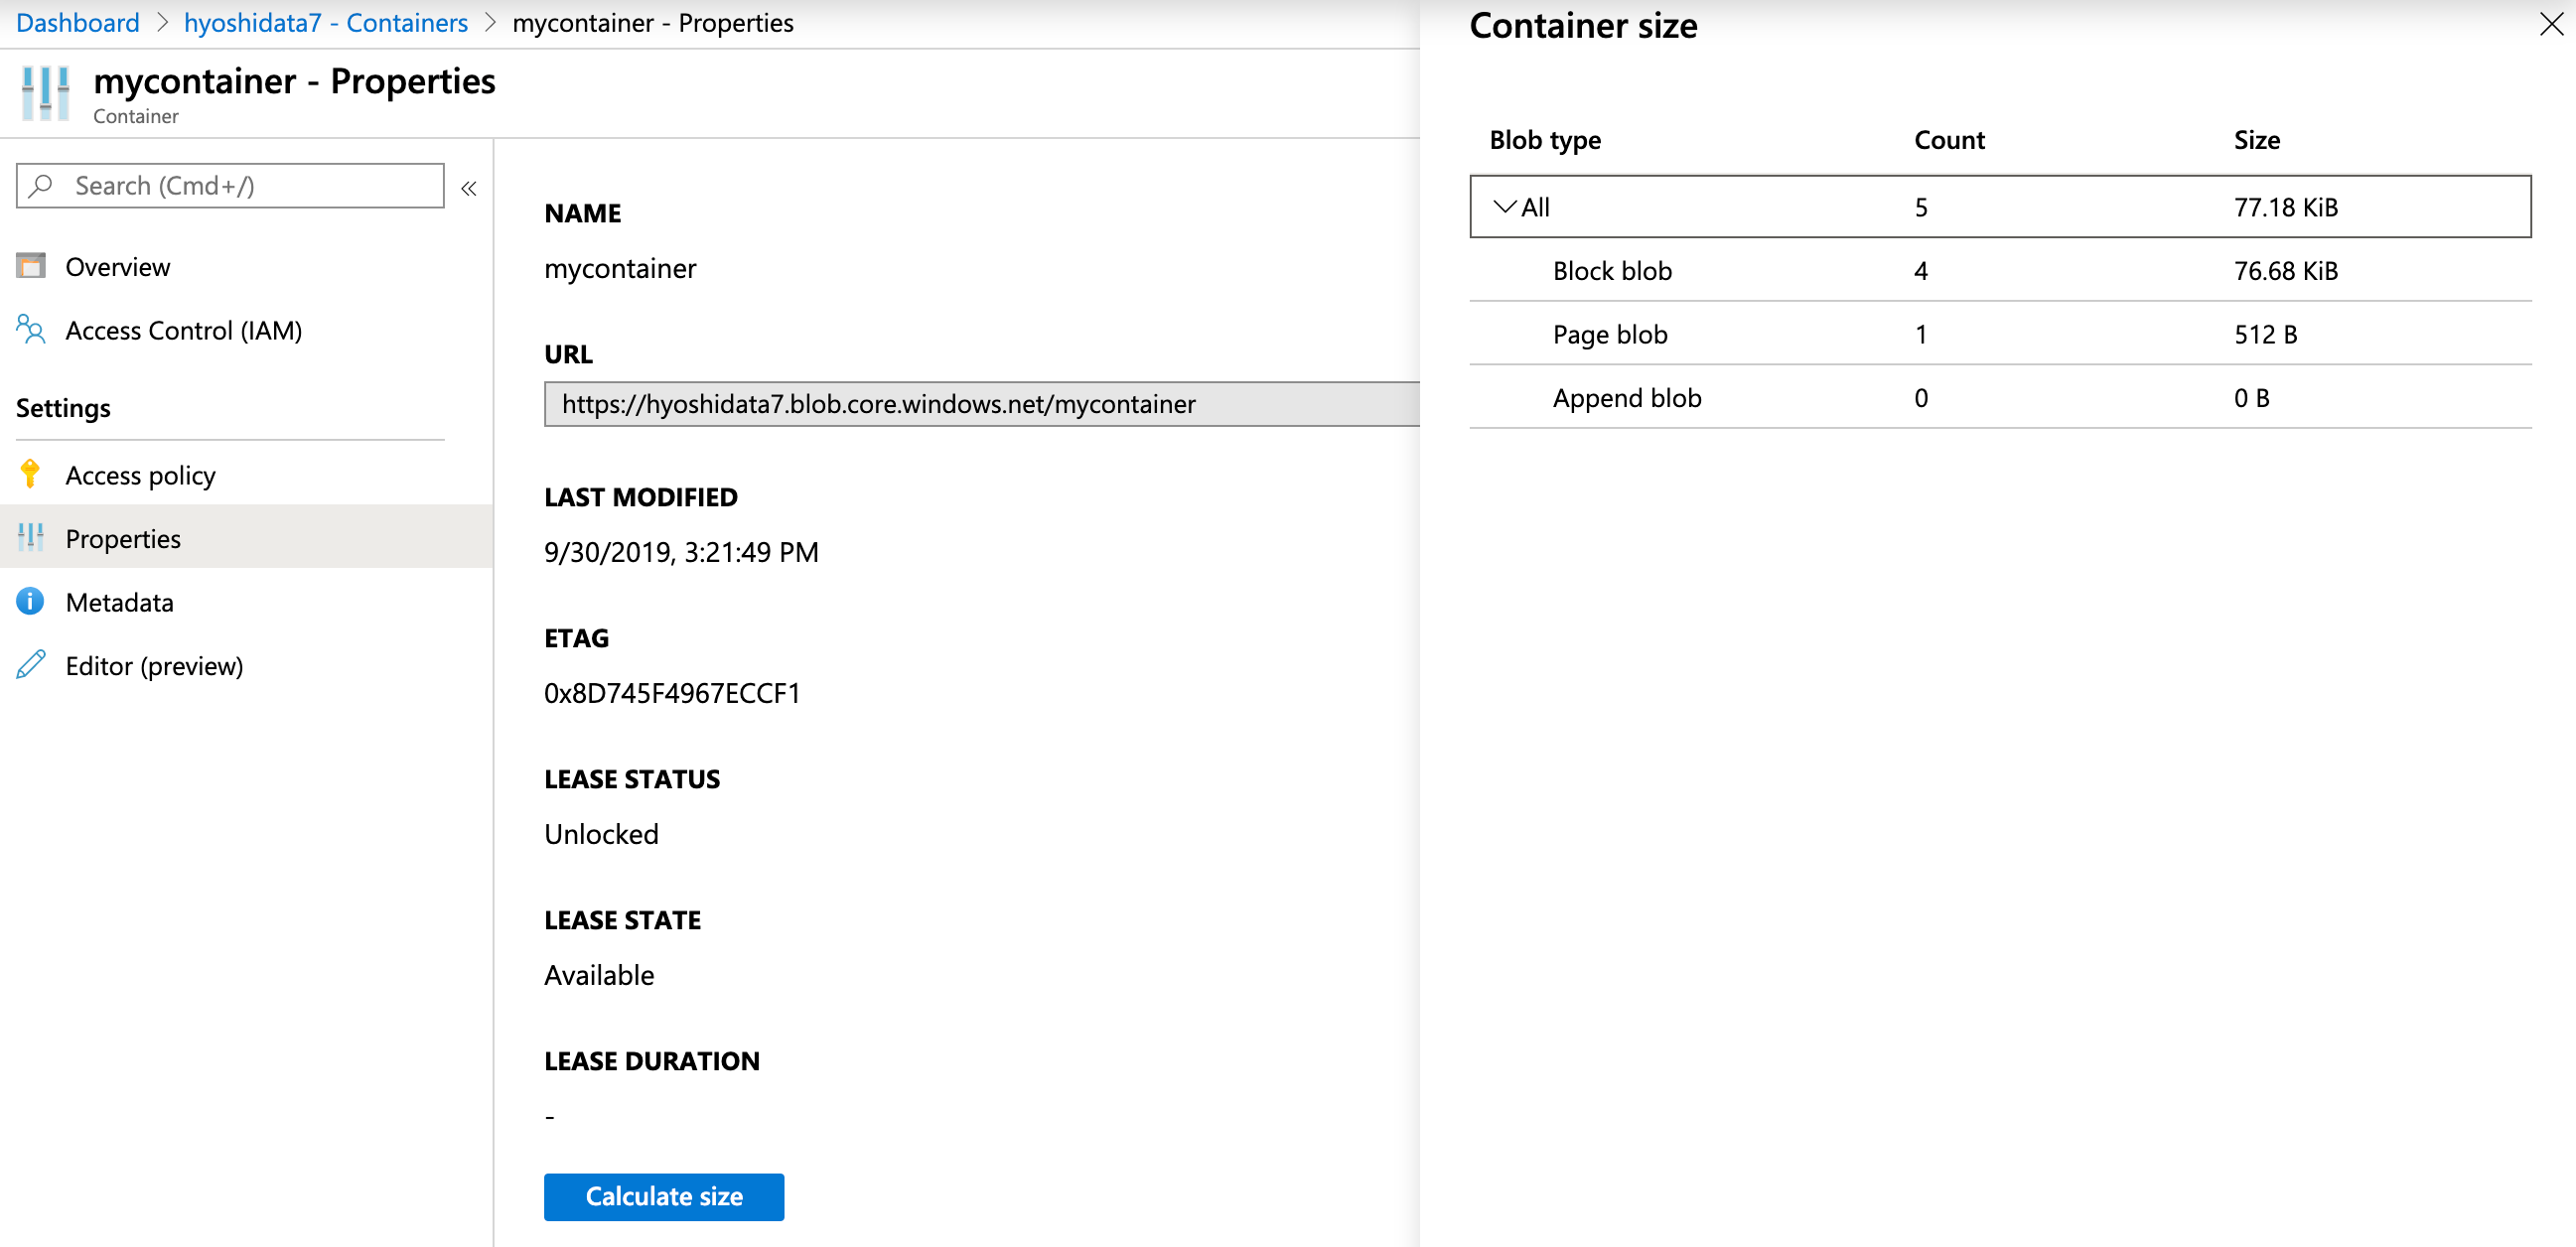 Dashboard > hyoshidata7 - Containers > mycontainer - Properties
mycontainer - Properties
Container
Search (Cmd+/)
«
Overview
Access Control (IAM)
Settings
Access policy
Properties
Metadata
Editor (preview)
NAME
mycontainer
URL
https://hyoshidata7.blob.core.windows.net/mycontainer
LAST MODIFIED
9/30/2019, 3:21:49 PM
ETAG
0x8D745F4967ECCF1
LEASE STATUS
Unlocked
LEASE STATE
Available
LEASE DURATION
-
Calculate size
Container size
Blob type Count Size
All 5 77.18 KiB
Block blob 4 76.68 KiB
Page blob 1 512 B
Append blob 0 0 B